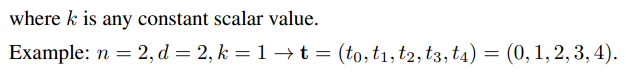 where k is any constant scalar value.
Example: n = 2, d = 2, k = 1 → t = (t₀, t₁, t₂, t₃, t₄) = (0, 1, 2, 3, 4).